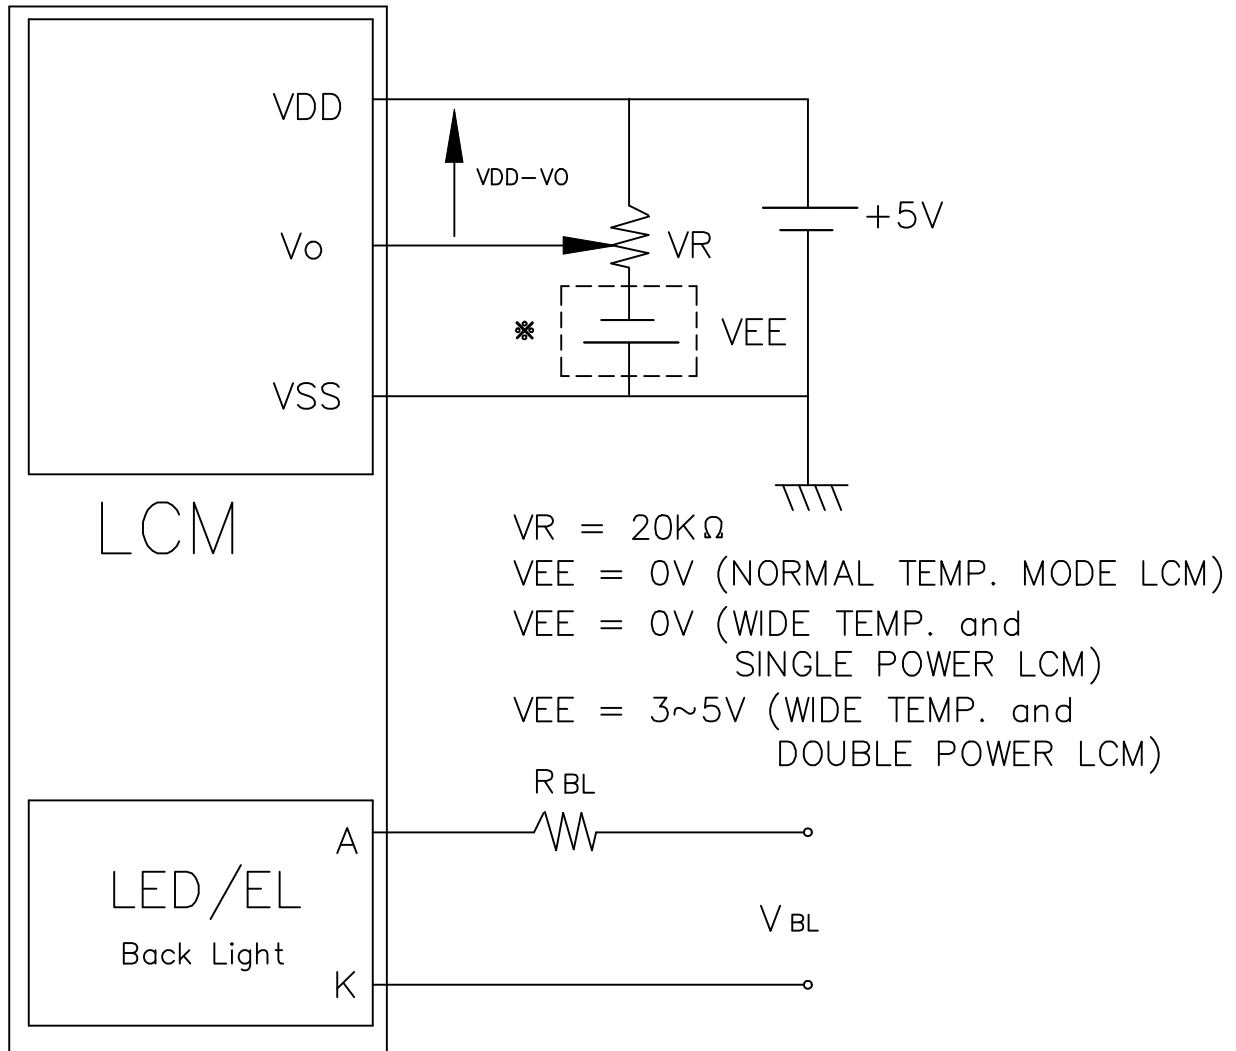 VDD
VDD-VO
+5V
Vo
VR
※
VEE
VSS
LCM
VR = 20KΩ
VEE = 0V (NORMAL TEMP. MODE LCM)
VEE = 0V (WIDE TEMP. and
SINGLE POWER LCM)
VEE = 3~5V (WIDE TEMP. and
DOUBLE POWER LCM)
R BL
A
LED/EL
Back Light
V BL
K